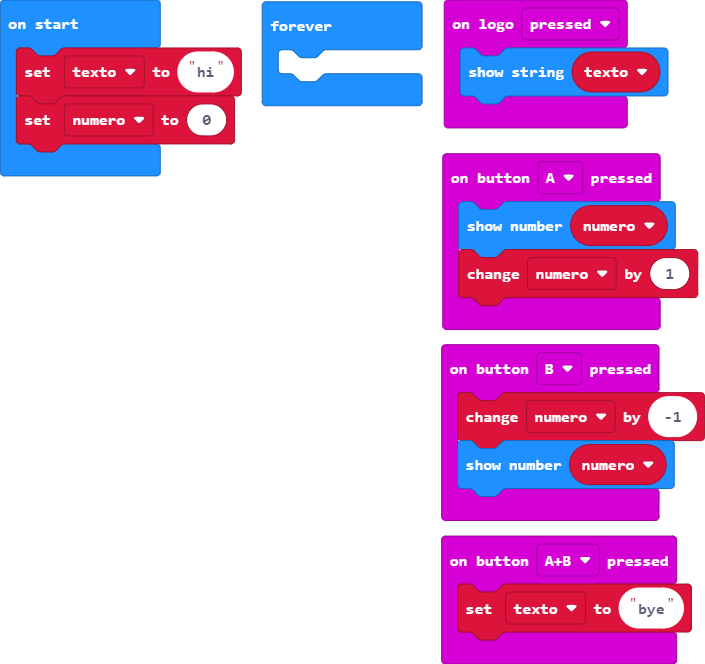 on start
set texto to "hi"
set numero to 0
forever
on logo pressed
show string texto
on button A pressed
show number numero
change numero by 1
on button B pressed
change numero by -1
show number numero
on button A+B pressed
set texto to "bye"